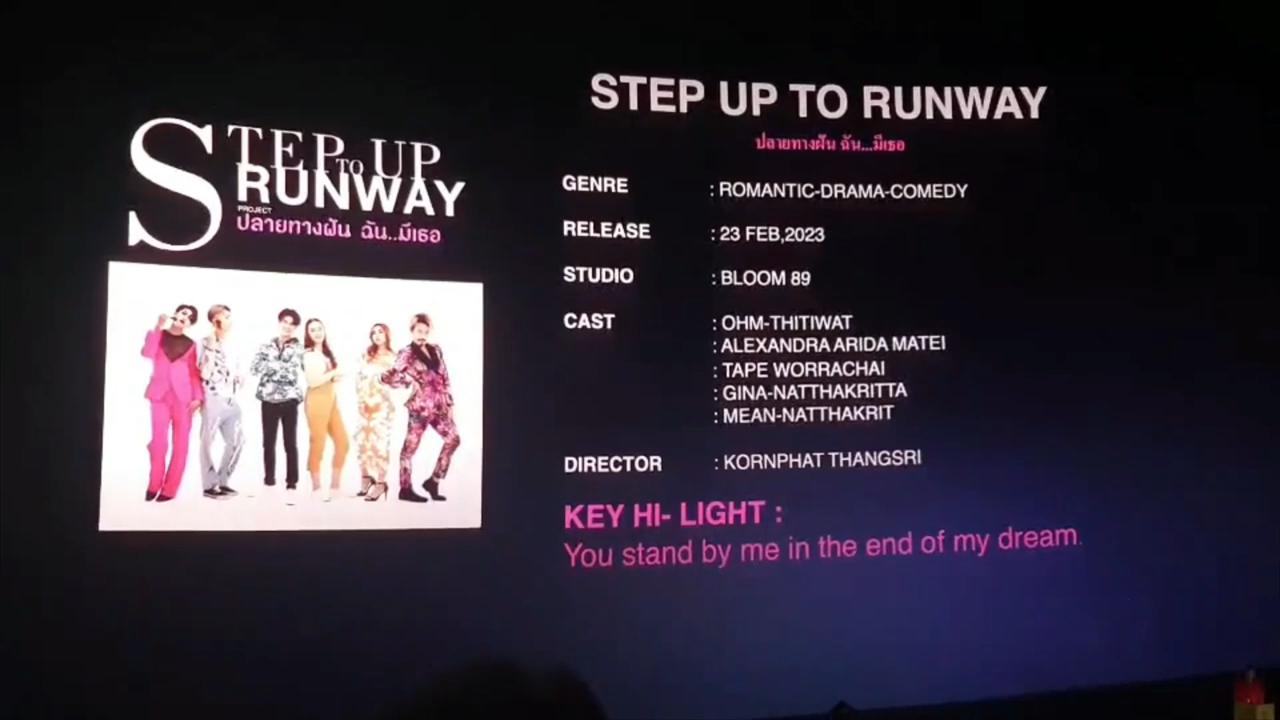 STEP TO UP
RUNWAY
PROJECT
ปลายทางฝัน ฉัน..มีเธอ
STEP UP TO RUNWAY
ปลายทางฝัน ฉัน...มีเธอ
GENRE : ROMANTIC-DRAMA-COMEDY
RELEASE : 23 FEB,2023
STUDIO : BLOOM 89
CAST : OHM-THITIWAT
: ALEXANDRA ARIDA MATEI
: TAPE WORRACHAI
: GINA-NATTHAKRITTA
: MEAN-NATTHAKRIT
DIRECTOR : KORNPHAT THANGSRI
KEY HI- LIGHT :
You stand by me in the end of my dream.